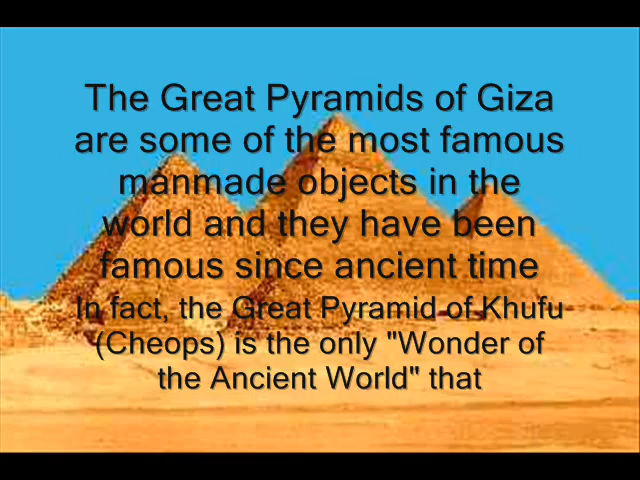 The Great Pyramids of Giza
are some of the most famous
manmade objects in the
world and they have been
famous since ancient time
In fact, the Great Pyramid of Khufu
(Cheops) is the only "Wonder of
the Ancient World" that